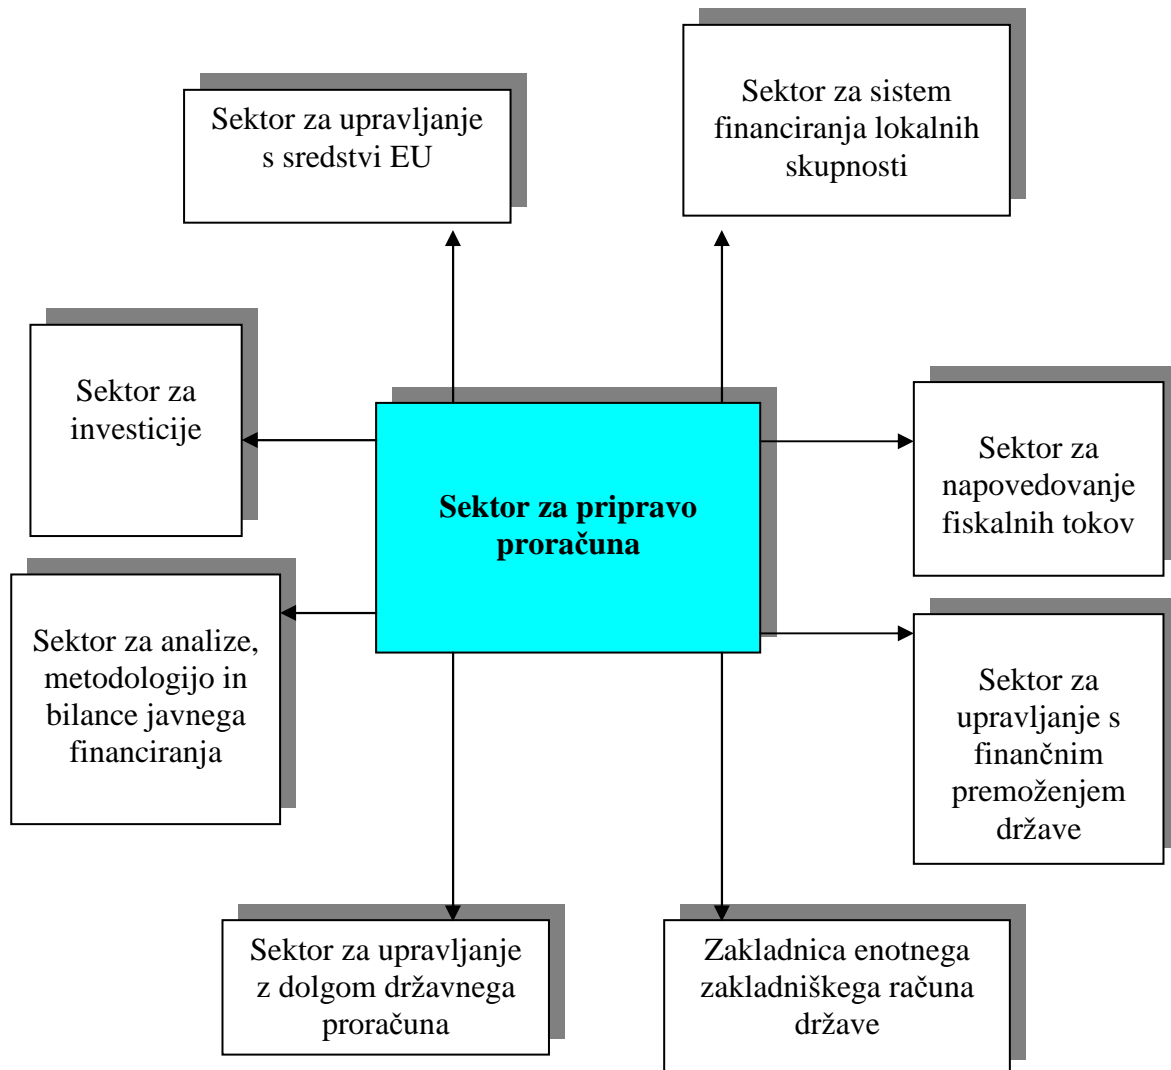 Sektor za upravljanje
s sredstvi EU
Sektor za sistem
financiranja lokalnih
skupnosti
Sektor za
investicije
Sektor za pripravo
proračuna
Sektor za
napovedovanje
fiskalnih tokov
Sektor za analize,
metodologijo in
bilance javnega
financiranja
Sektor za
upravljanje s
finančnim
premoženjem
države
Sektor za upravljanje
z dolgom državnega
proračuna
Zakladnica enotnega
zakladniškega računa
države